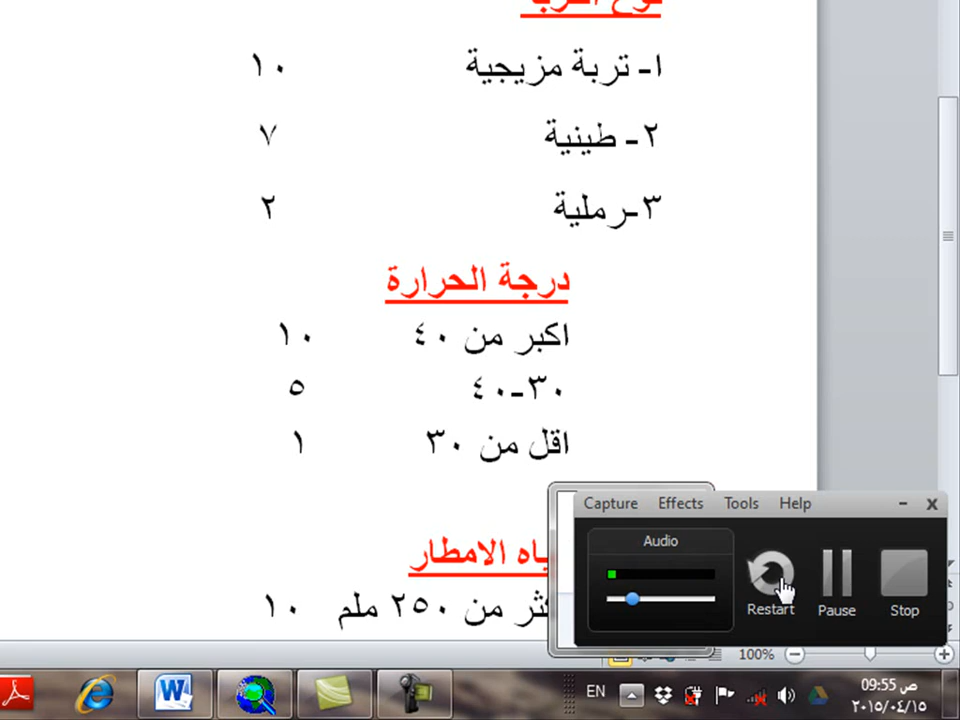 ١- تربة مزيجية ١٠
٢- طينية ٧
٣-رملية ٢
درجة الحرارة
اكبر من ٤٠ ١٠
٣٠-٤٠ ٥
اقل من ٣٠ ١
الامطار
من ٢٥٠ ملم ١٠
Capture Effects Tools Help
Audio
Restart Pause Stop
100%
EN
09:55 ص
٢٠١٥/٠٤/١٥